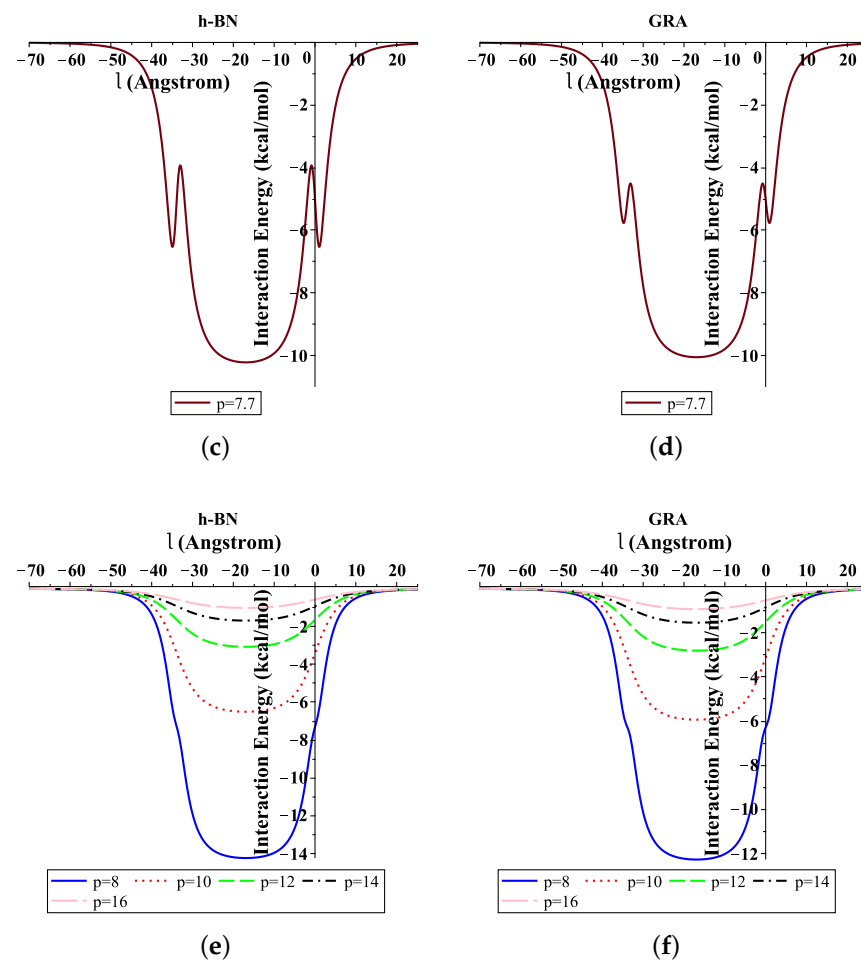 h-BN
−70 −60 −50 −40 −30 −20 −10 0 10 20
l (Angstrom)
Interaction Energy (kcal/mol)
−2
−4
−6
−8
−10
p=7.7
(c)
GRA
−70 −60 −50 −40 −30 −20 −10 0 10 20
l (Angstrom)
Interaction Energy (kcal/mol)
−2
−4
−6
−8
−10
p=7.7
(d)
h-BN
l (Angstrom)
−70 −60 −50 −40 −30 −20 −10 0 10 20
Interaction Energy (kcal/mol)
−2
−4
−6
−8
−10
−12
−14
p=8 p=10 p=12 p=14
p=16
(e)
GRA
l (Angstrom)
−70 −60 −50 −40 −30 −20 −10 0 10 20
Interaction Energy (kcal/mol)
−2
−4
−6
−8
−10
−12
p=8 p=10 p=12 p=14
p=16
(f)